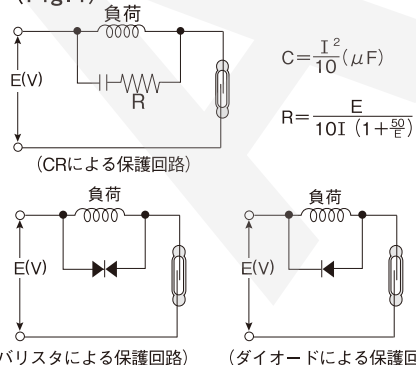 負荷
E(V)
R
C=I²/10(μF)
R=E/10I (1+50/E)
(CRによる保護回路)
負荷
E(V)
バリスタによる保護回路)
負荷
E(V)
(ダイオードによる保護回